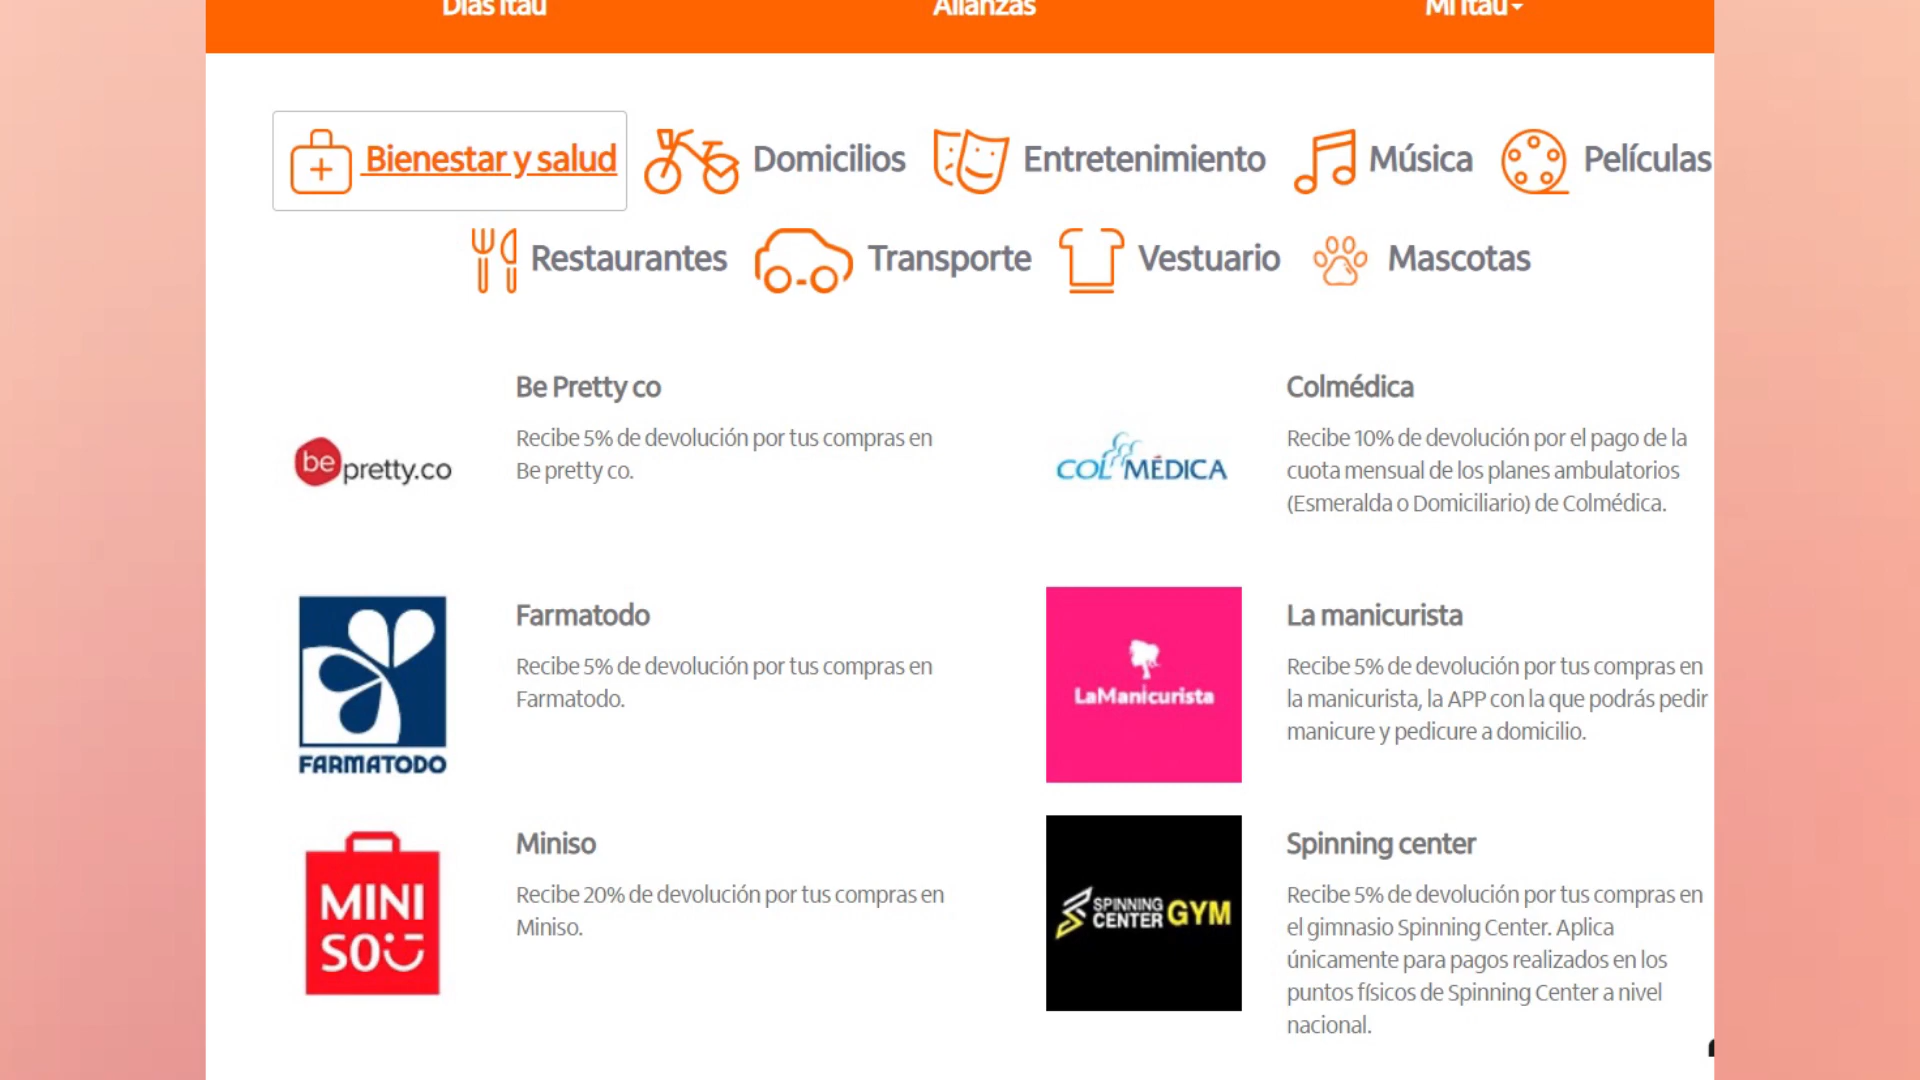 Días Itaú Alianzas Mi Itaú
Bienestar y salud Domicilios Entretenimiento Música Películas
Restaurantes Transporte Vestuario Mascotas
Be Pretty co
Recibe 5% de devolución por tus compras en
Be pretty co.
be pretty.co
Colmédica
Recibe 10% de devolución por el pago de la
cuota mensual de los planes ambulatorios
(Esmeralda o Domiciliario) de Colmédica.
COLMÉDICA
Farmatodo
Recibe 5% de devolución por tus compras en
Farmatodo.
FARMATODO
La manicurista
Recibe 5% de devolución por tus compras en
la manicurista, la APP con la que podrás pedir
manicure y pedicure a domicilio.
LaManicurista
Miniso
Recibe 20% de devolución por tus compras en
Miniso.
MINI
SO
Spinning center
Recibe 5% de devolución por tus compras en
el gimnasio Spinning Center. Aplica
únicamente para pagos realizados en los
puntos físicos de Spinning Center a nivel
nacional.
SPINNING
CENTER GYM